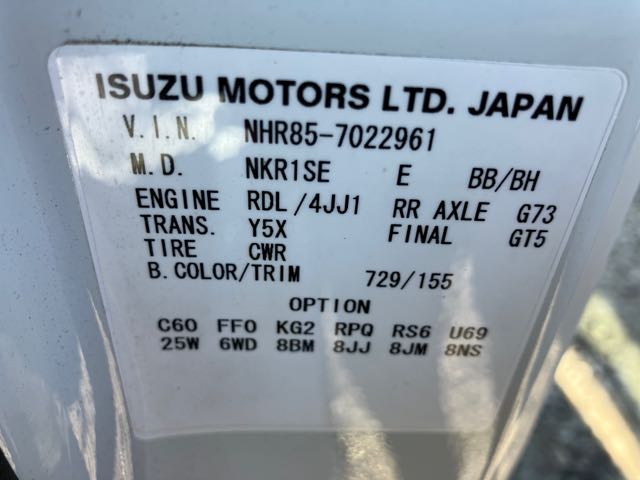 ISUZU MOTORS LTD. JAPAN
V.I.N. NHR85-7022961
M.D. NKR1SE E BB/BH
ENGINE RDL/4JJ1 RR AXLE G73
TRANS. Y5X FINAL GT5
TIRE CWR
B.COLOR/TRIM 729/155
OPTION
C60 FF0 KG2 RPQ RS6 U69
25W 6WD 8BM 8JJ 8JM 8NS